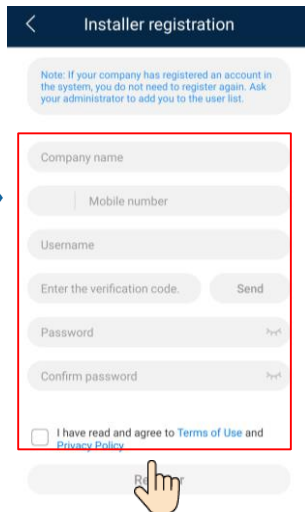 Installer registration
Note: If your company has registered an account in
the system, you do not need to register again. Ask
your administrator to add you to the user list.
Company name
Mobile number
Username
Enter the verification code. Send
Password
Confirm password
I have read and agree to Terms of Use and
Privacy Policy